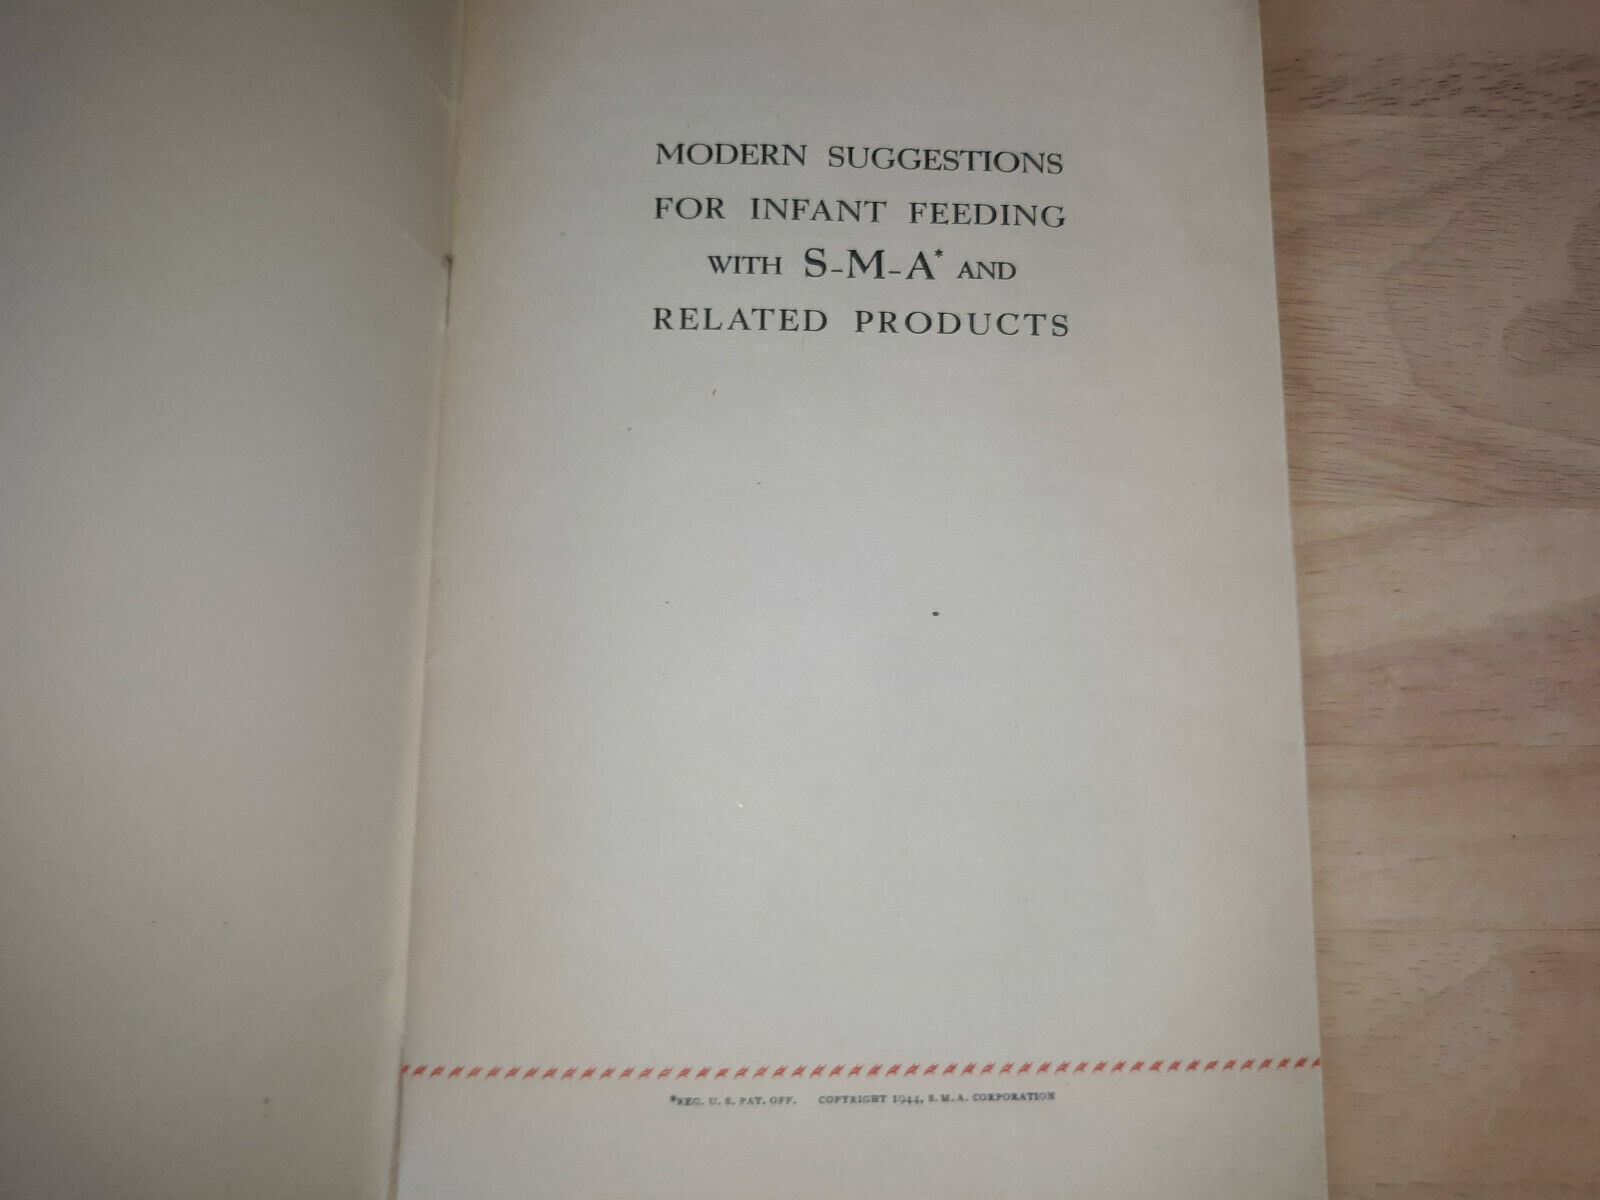 MODERN SUGGESTIONS
FOR INFANT FEEDING
WITH S-M-A* AND
RELATED PRODUCTS
*REG. U. S. PAT. OFF. COPYRIGHT 1944, S. M. A. CORPORATION